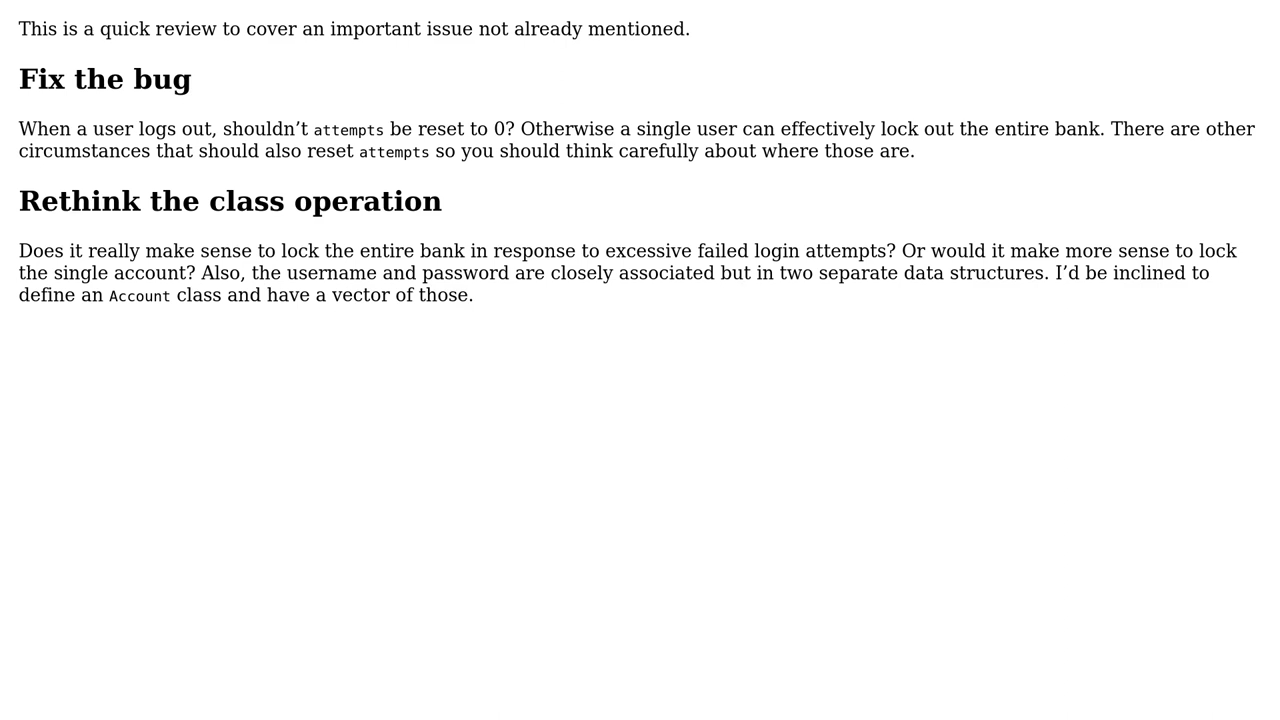 This is a quick review to cover an important issue not already mentioned.
Fix the bug
When a user logs out, shouldn’t attempts be reset to 0? Otherwise a single user can effectively lock out the entire bank. There are other
circumstances that should also reset attempts so you should think carefully about where those are.
Rethink the class operation
Does it really make sense to lock the entire bank in response to excessive failed login attempts? Or would it make more sense to lock
the single account? Also, the username and password are closely associated but in two separate data structures. I’d be inclined to
define an Account class and have a vector of those.